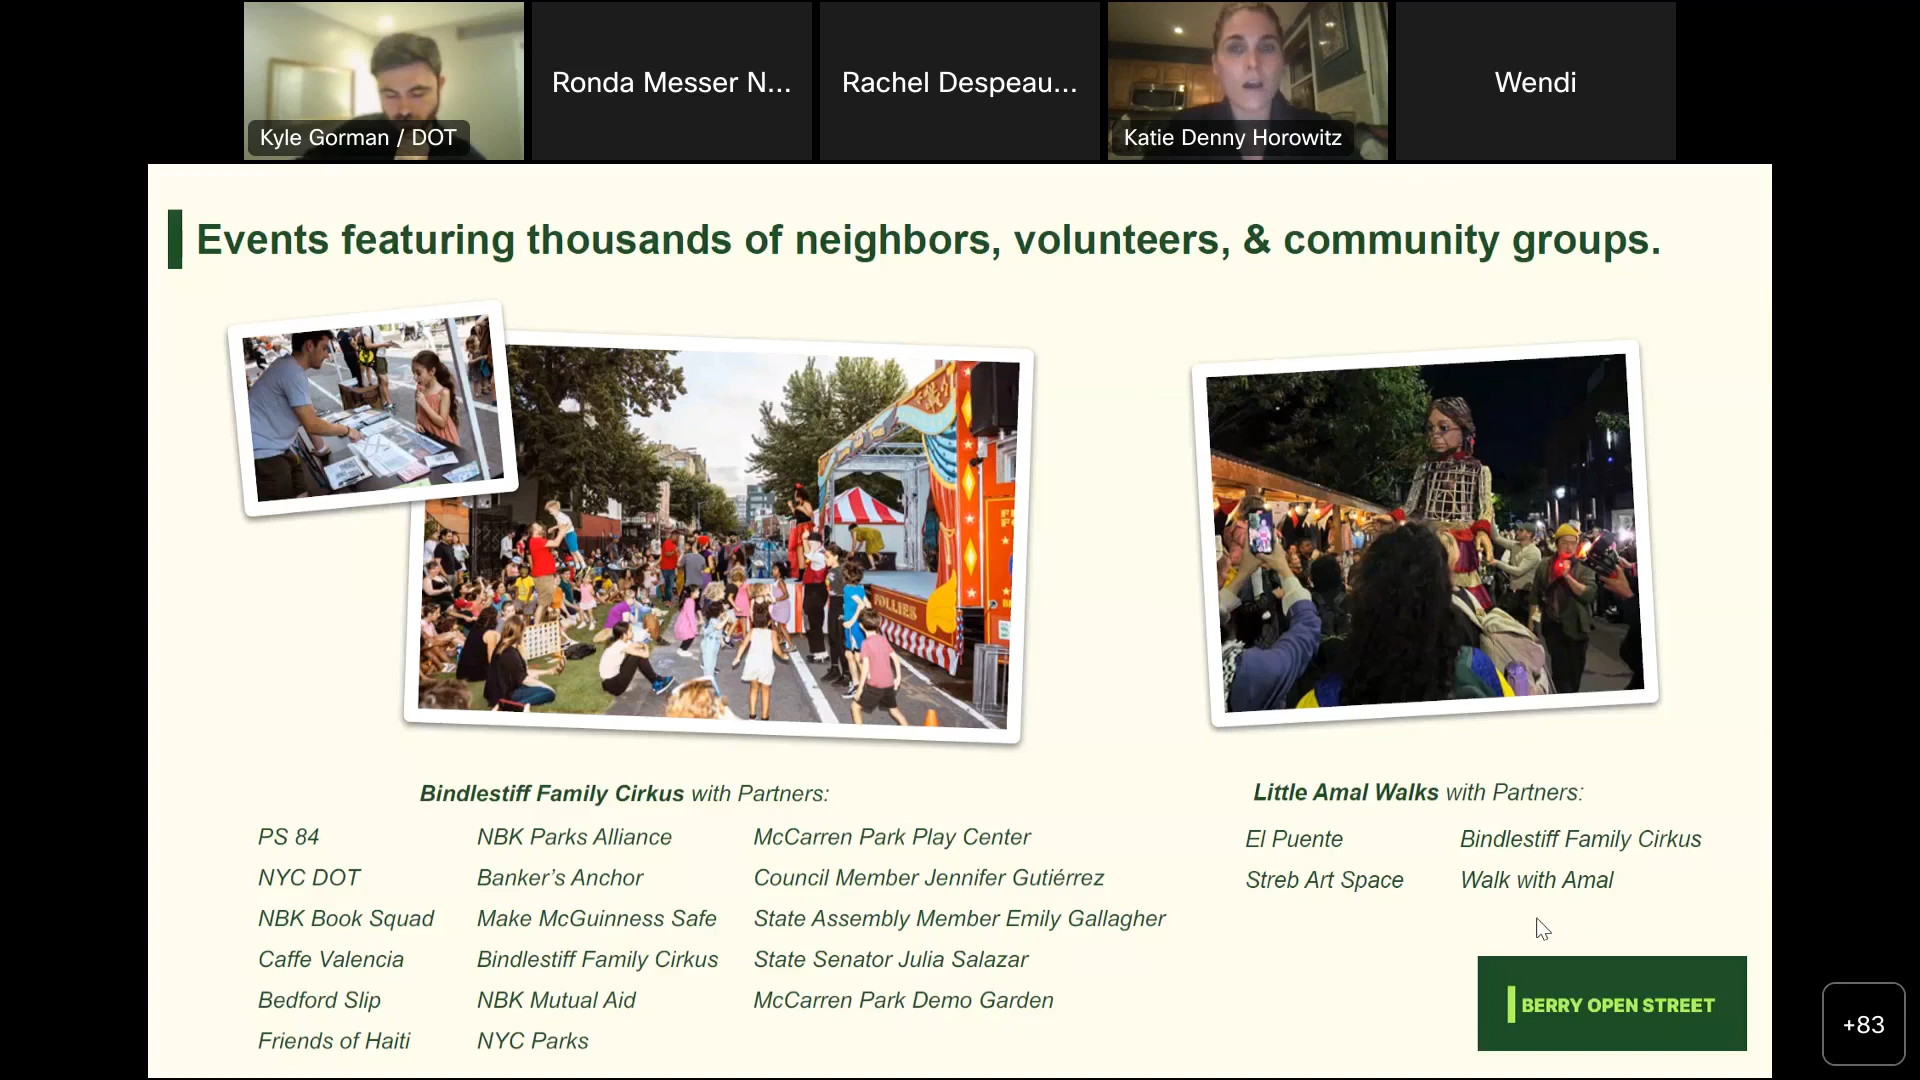 Kyle Gorman / DOT
Ronda Messer N...
Rachel Despeau...
Katie Denny Horowitz
Wendi
Events featuring thousands of neighbors, volunteers, & community groups.
FOLLIES
Bindlestiff Family Cirkus with Partners:
PS 84
NYC DOT
NBK Book Squad
Caffe Valencia
Bedford Slip
Friends of Haiti
NBK Parks Alliance
Banker's Anchor
Make McGuinness Safe
Bindlestiff Family Cirkus
NBK Mutual Aid
NYC Parks
McCarren Park Play Center
Council Member Jennifer Gutiérrez
State Assembly Member Emily Gallagher
State Senator Julia Salazar
McCarren Park Demo Garden
Little Amal Walks with Partners:
El Puente
Streb Art Space
Bindlestiff Family Cirkus
Walk with Amal
BERRY OPEN STREET
+83